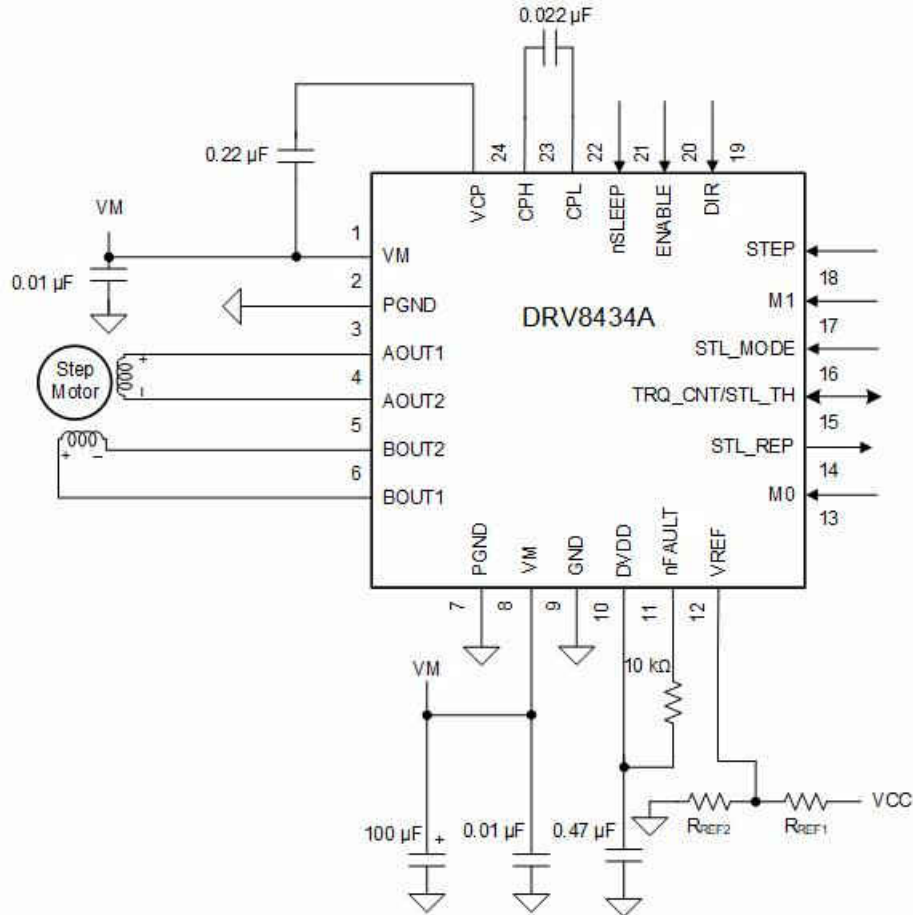 0.022 µF
0.22 µF
24
23
22
21
20
19
VCP
CPH
CPL
nSLEEP
ENABLE
DIR
VM
1
VM
STEP
0.01 µF
2
18
PGND
M1
DRV8434A
3
17
AOUT1
STL_MODE
Step
Motor
+
-
4
16
AOUT2
TRQ_CNT/STL_TH
5
15
BOUT2
STL_REP
+
-
6
14
BOUT1
M0
13
PGND
VM
GND
DVDD
nFAULT
VREF
7
8
9
10
11
12
VM
10 kΩ
VCC
RREF2
RREF1
100 µF
+
0.01 µF
0.47 µF